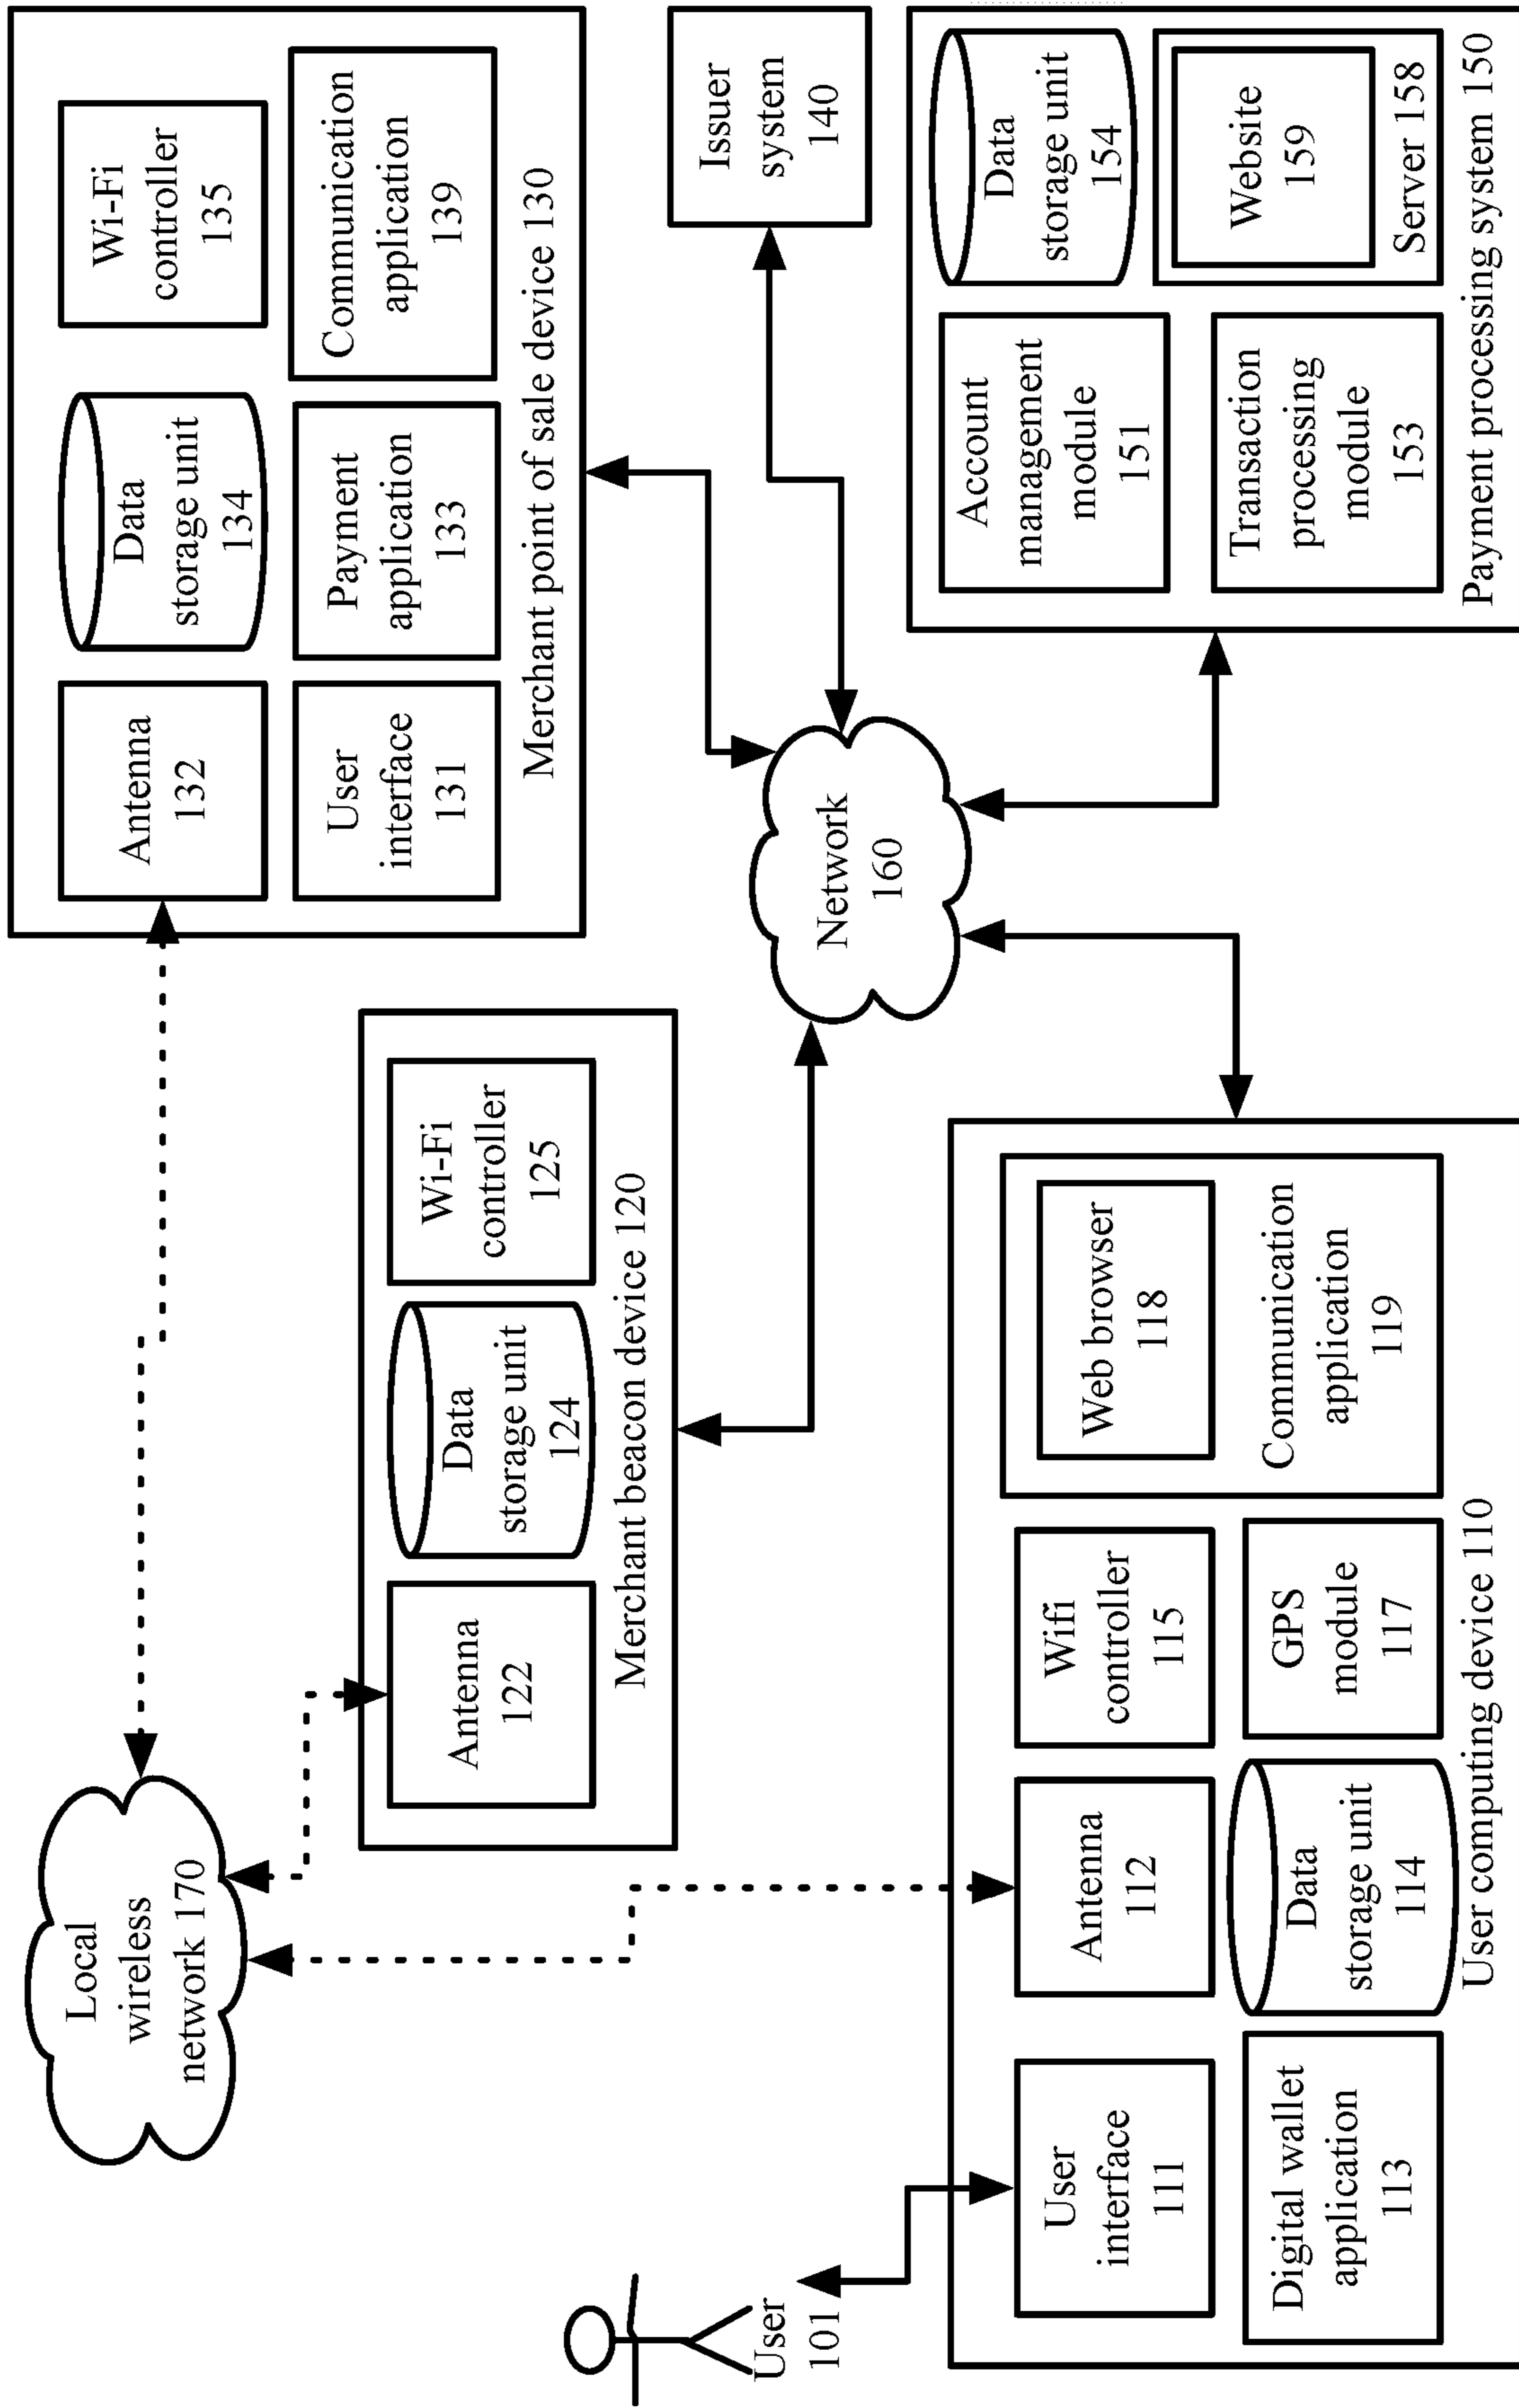 Local
wireless
network 170
User
101
Antenna
122
Data
storage unit
124
Wi-Fi
controller
125
Merchant beacon device 120
Antenna
132
Data
storage unit
134
Wi-Fi
controller
135
User
interface
131
Payment
application
133
Communication
application
139
Merchant point of sale device 130
Network
160
Issuer
system
140
User
interface
111
Antenna
112
Wifi
controller
115
Web browser
118
Communication
application
119
Digital wallet
application
113
Data
storage unit
114
GPS
module
117
User computing device 110
Account
management
module
151
Data
storage unit
154
Transaction
processing
module
153
Website
159
Server 158
Payment processing system 150